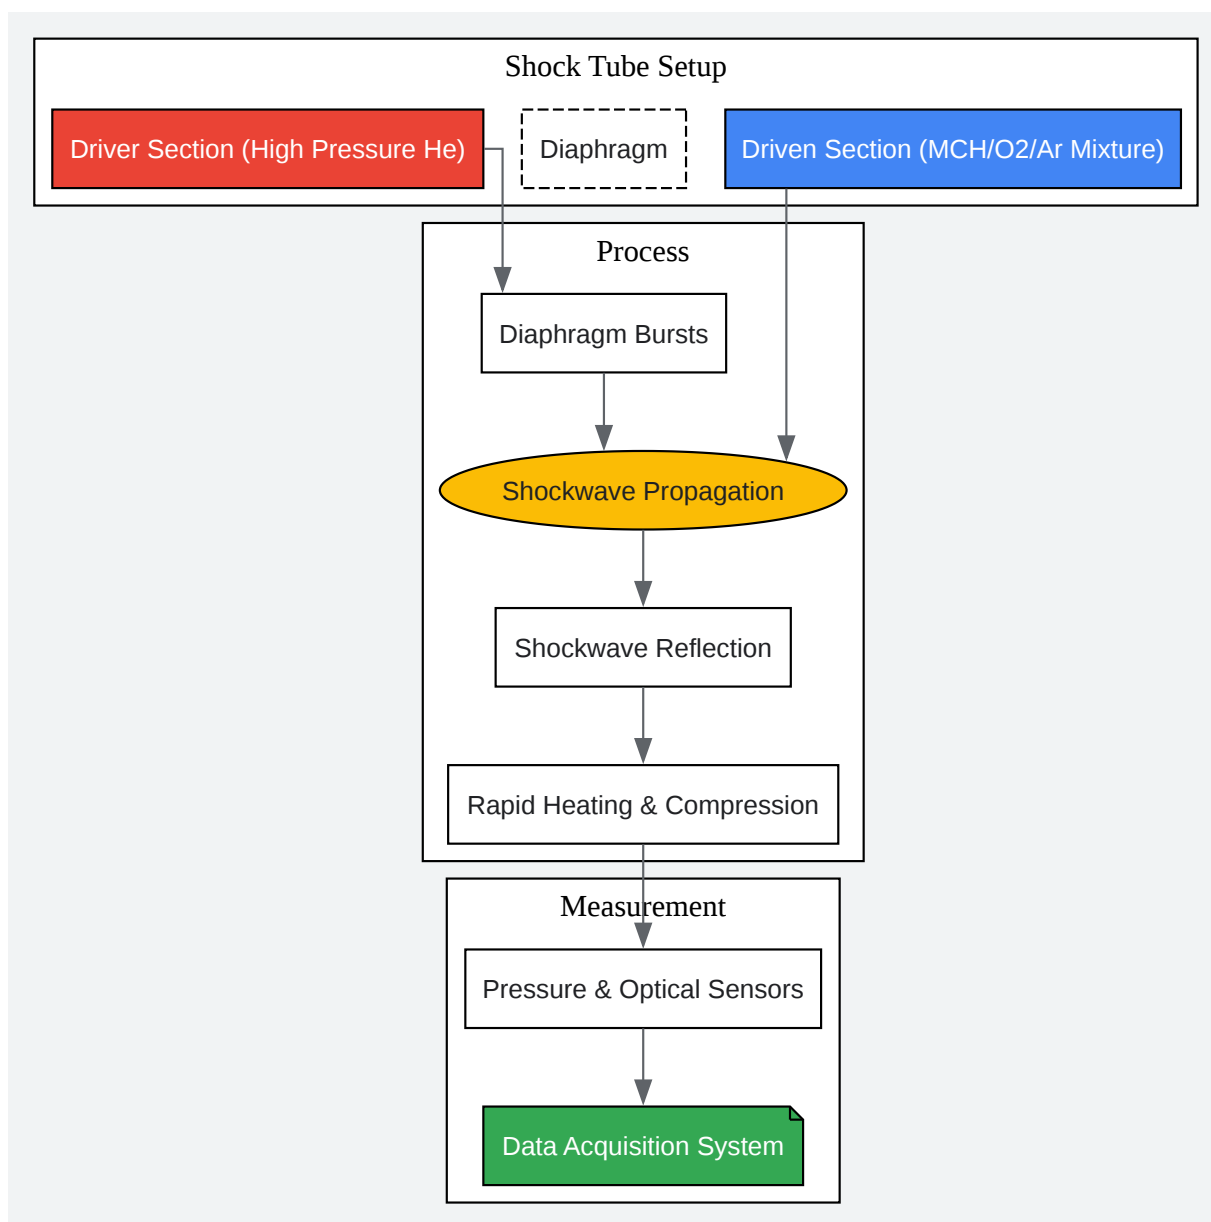 Shock Tube Setup
Driver Section (High Pressure He)
Diaphragm
Driven Section (MCH/O2/Ar Mixture)
Process
Diaphragm Bursts
Shockwave Propagation
Shockwave Reflection
Rapid Heating & Compression
Measurement
Pressure & Optical Sensors
Data Acquisition System